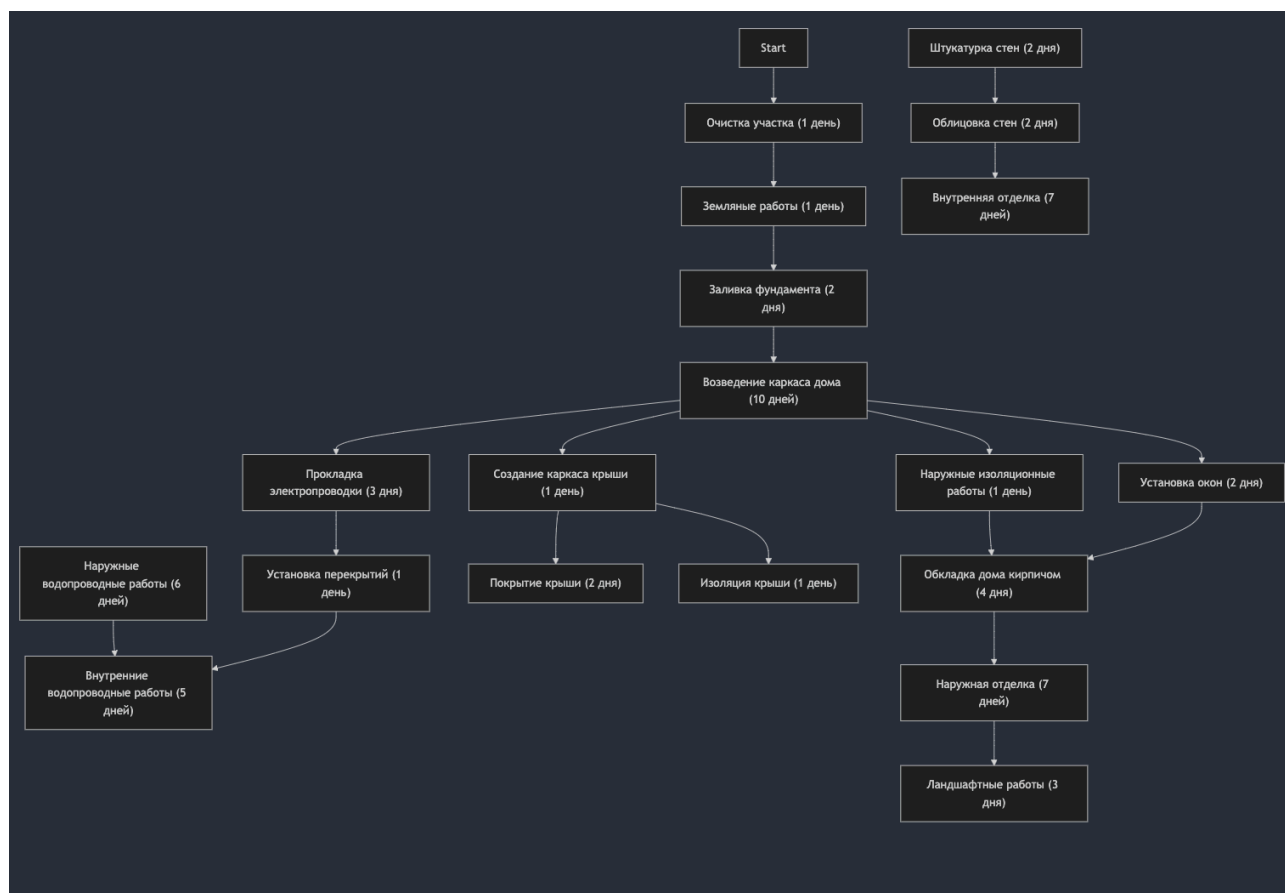 Start
Штукатурка стен (2 дня)
Очистка участка (1 день)
Облицовка стен (2 дня)
Земляные работы (1 день)
Внутренняя отделка (7
дней)
Заливка фундамента (2
дня)
Возведение каркаса дома
(10 дней)
Прокладка
электропроводки (3 дня)
Создание каркаса крыши
(1 день)
Наружные изоляционные
работы (1 день)
Установка окон (2 дня)
Наружные
водопроводные работы (6
дней)
Установка перекрытий (1
день)
Покрытие крыши (2 дня)
Изоляция крыши (1 день)
Обкладка дома кирпичом
(4 дня)
Внутренние
водопроводные работы (5
дней)
Наружная отделка (7
дней)
Ландшафтные работы (3
дня)